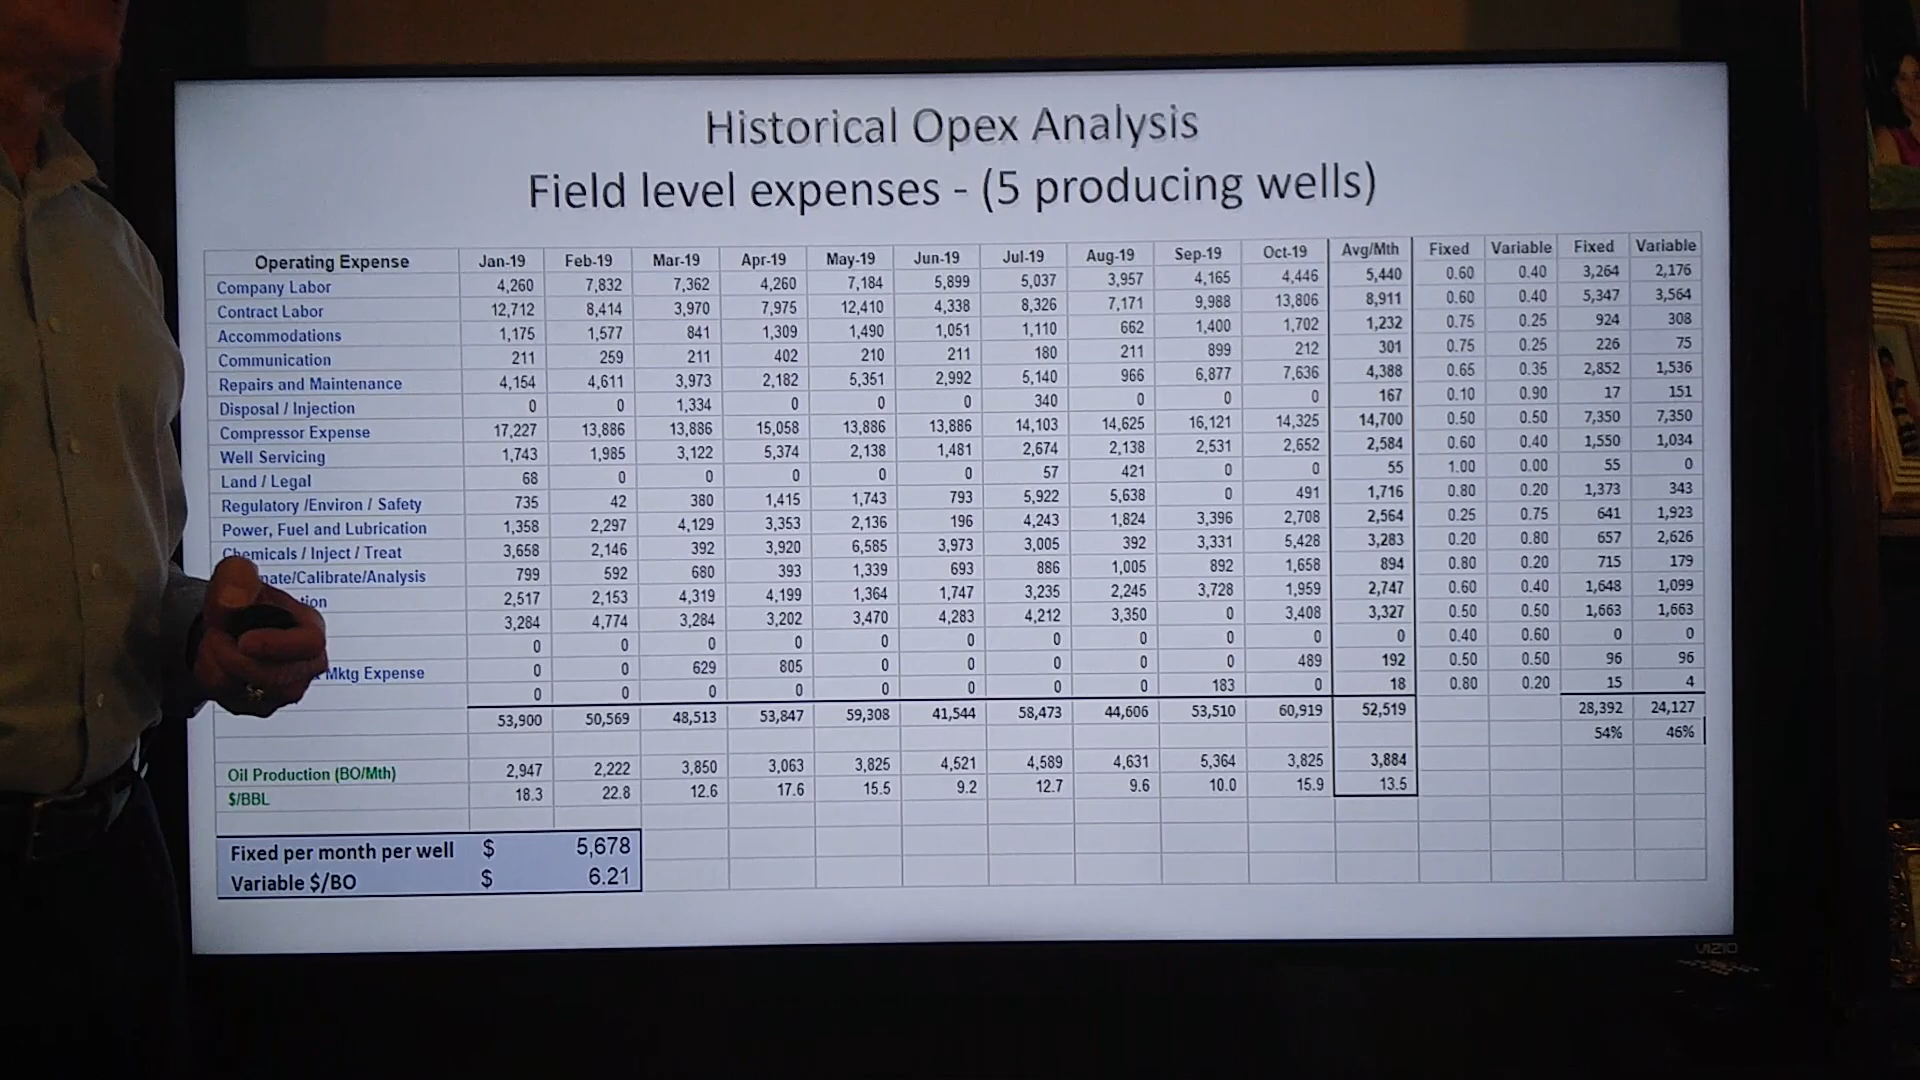 Historical Opex Analysis
Field level expenses - (5 producing wells)
Operating Expense Jan-19 Feb-19 Mar-19 Apr-19 May-19 Jun-19 Jul-19 Aug-19 Sep-19 Oct-19 Avg/Mth Fixed Variable Fixed Variable
Company Labor 4,260 7,832 7,362 4,260 7,184 5,899 5,037 3,957 4,165 4,446 5,440 0.60 0.40 3,264 2,176
Contract Labor 12,712 8,414 3,970 7,975 12,410 4,338 8,326 7,171 9,988 13,806 8,911 0.60 0.40 5,347 3,564
Accommodations 1,175 1,577 841 1,309 1,490 1,051 1,110 662 1,400 1,702 1,232 0.75 0.25 924 308
Communication 211 259 211 402 210 211 180 211 899 212 301 0.75 0.25 226 75
Repairs and Maintenance 4,154 4,611 3,973 2,182 5,351 2,992 5,140 966 6,877 7,636 4,388 0.65 0.35 2,852 1,536
Disposal / Injection 0 0 1,334 0 0 0 340 0 0 0 167 0.10 0.90 17 151
Compressor Expense 17,227 13,886 13,886 15,058 13,886 13,886 14,103 14,625 16,121 14,325 14,700 0.50 0.50 7,350 7,350
Well Servicing 1,743 1,985 3,122 5,374 2,138 1,481 2,674 2,138 2,531 2,652 2,584 0.60 0.40 1,550 1,034
Land / Legal 68 0 0 0 0 0 57 421 0 0 55 1.00 0.00 55 0
Regulatory /Environ / Safety 735 42 380 1,415 1,743 793 5,922 5,638 0 491 1,716 0.80 0.20 1,373 343
Power, Fuel and Lubrication 1,358 2,297 4,129 3,353 2,136 196 4,243 1,824 3,396 2,708 2,564 0.25 0.75 641 1,923
Chemicals / Inject / Treat 3,658 2,146 392 3,920 6,585 3,973 3,005 392 3,331 5,428 3,283 0.20 0.80 657 2,626
nate/Calibrate/Analysis 799 592 680 393 1,339 693 886 1,005 892 1,658 894 0.80 0.20 715 179
tion 2,517 2,153 4,319 4,199 1,364 1,747 3,235 2,245 3,728 1,959 2,747 0.60 0.40 1,648 1,099
3,284 4,774 3,284 3,202 3,470 4,283 4,212 3,350 0 3,408 3,327 0.50 0.50 1,663 1,663
0 0 0 0 0 0 0 0 0 0 0 0.40 0.60 0 0
Mktg Expense 0 0 629 805 0 0 0 0 0 489 192 0.50 0.50 96 96
0 0 0 0 0 0 0 0 183 0 18 0.80 0.20 15 4
53,900 50,569 48,513 53,847 59,308 41,544 58,473 44,606 53,510 60,919 52,519 28,392 24,127
54% 46%
Oil Production (BO/Mth) 2,947 2,222 3,850 3,063 3,825 4,521 4,589 4,631 5,364 3,825 3,884
$/BBL 18.3 22.8 12.6 17.6 15.5 9.2 12.7 9.6 10.0 15.9 13.5
Fixed per month per well $ 5,678
Variable $/BO $ 6.21
VIZIO